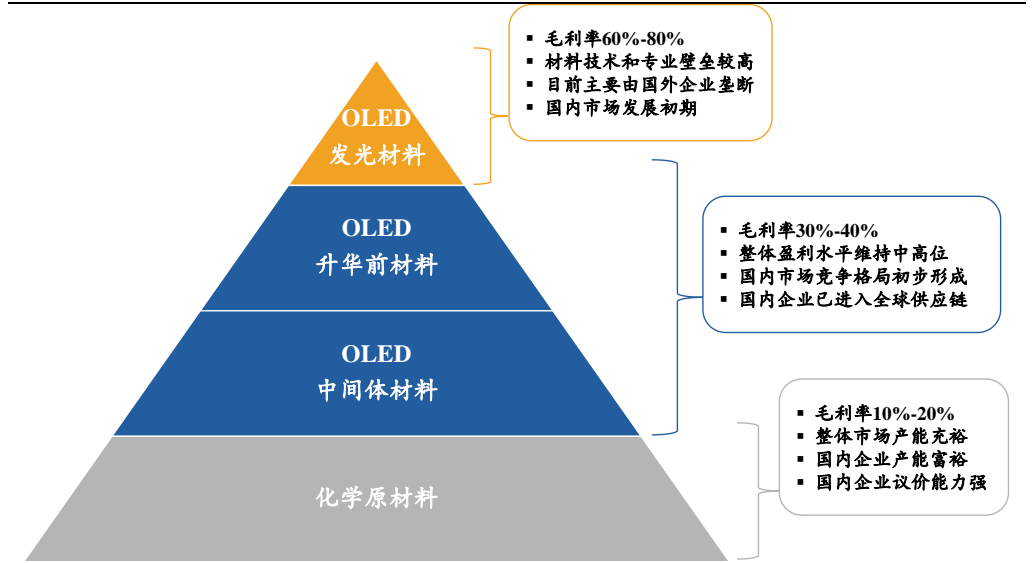 ▪ 毛利率60%-80%
▪ 材料技术和专业壁垒较高
▪ 目前主要由国外企业垄断
▪ 国内市场发展初期
OLED
发光材料
▪ 毛利率30%-40%
▪ 整体盈利水平维持中高位
▪ 国内市场竞争格局初步形成
▪ 国内企业已进入全球供应链
OLED
升华前材料
OLED
中间体材料
▪ 毛利率10%-20%
▪ 整体市场产能充裕
▪ 国内企业产能富裕
▪ 国内企业议价能力强
化学原材料